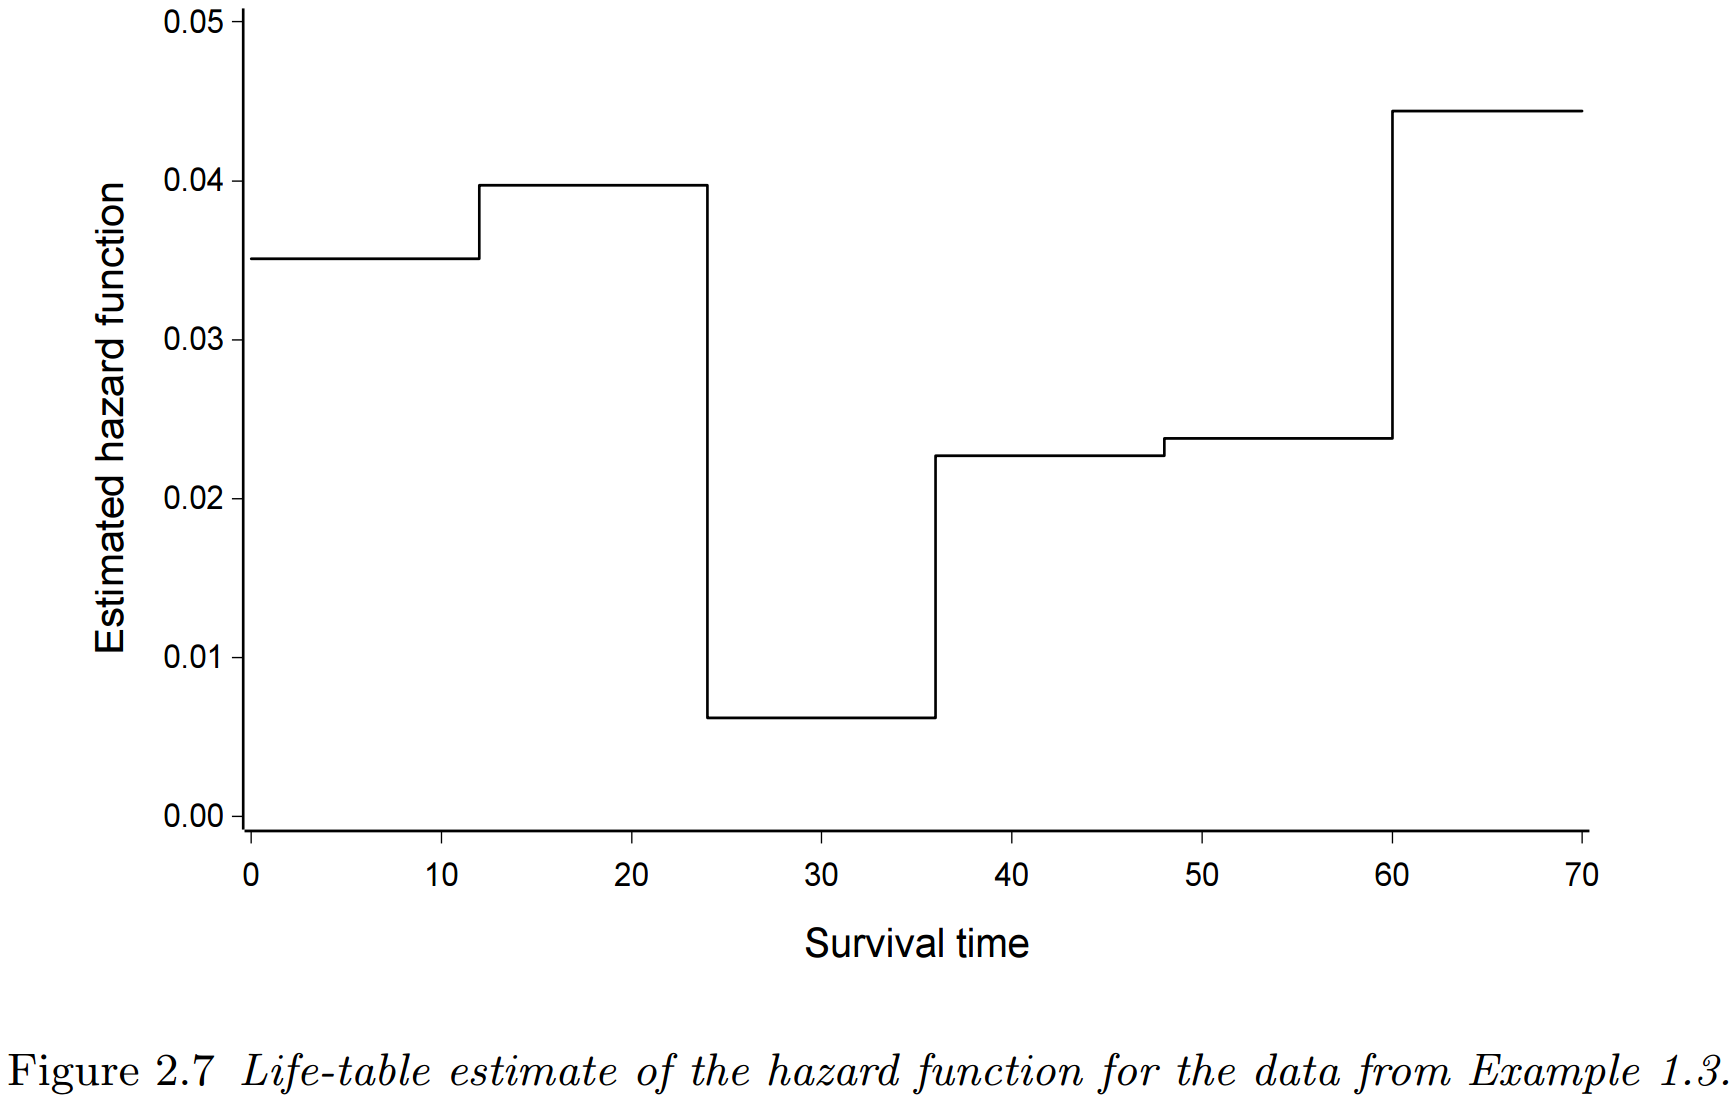 0.05
0.04
0.03
0.02
0.01
0.00
Estimated hazard function
0 10 20 30 40 50 60 70
Survival time
Figure 2.7 Life-table estimate of the hazard function for the data from Example 1.3.